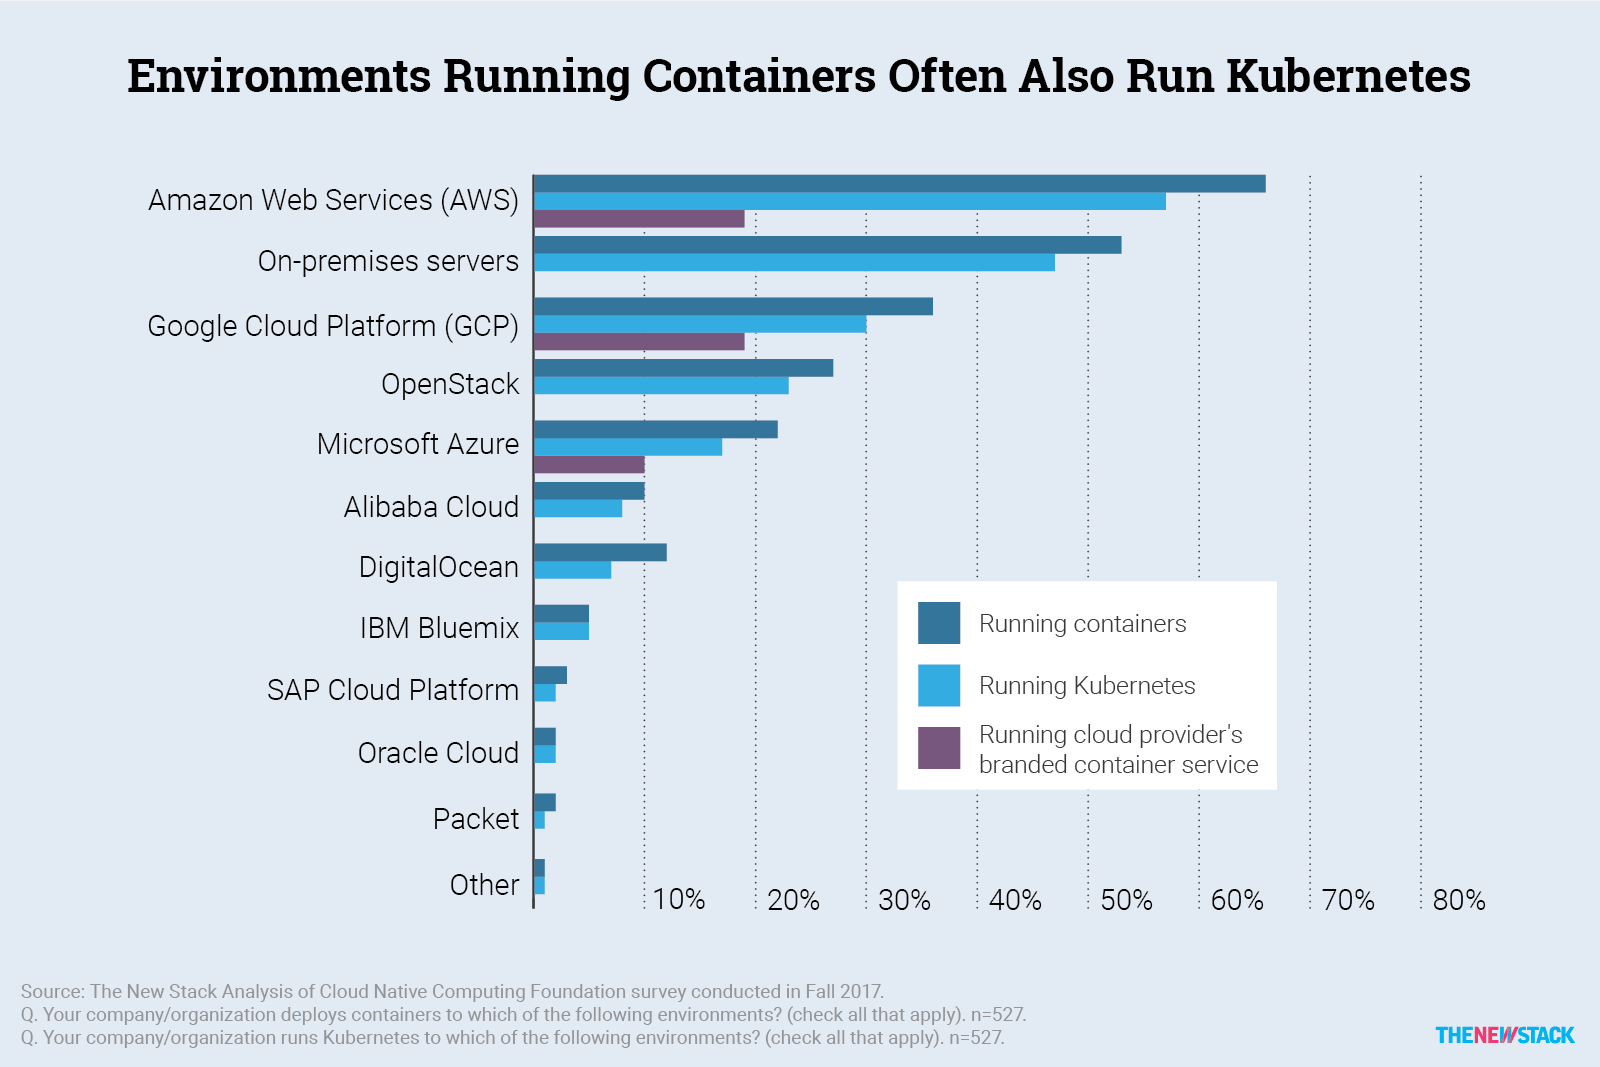 Environments Running Containers Often Also Run Kubernetes
Amazon Web Services (AWS)
On-premises servers
Google Cloud Platform (GCP)
OpenStack
Microsoft Azure
Alibaba Cloud
DigitalOcean
IBM Bluemix
SAP Cloud Platform
Oracle Cloud
Packet
Other
10% 20% 30% 40% 50% 60% 70% 80%
Running containers
Running Kubernetes
Running cloud provider's
branded container service
Source: The New Stack Analysis of Cloud Native Computing Foundation survey conducted in Fall 2017.
Q. Your company/organization deploys containers to which of the following environments? (check all that apply). n=527.
Q. Your company/organization runs Kubernetes to which of the following environments? (check all that apply). n=527.
THENEWSTACK